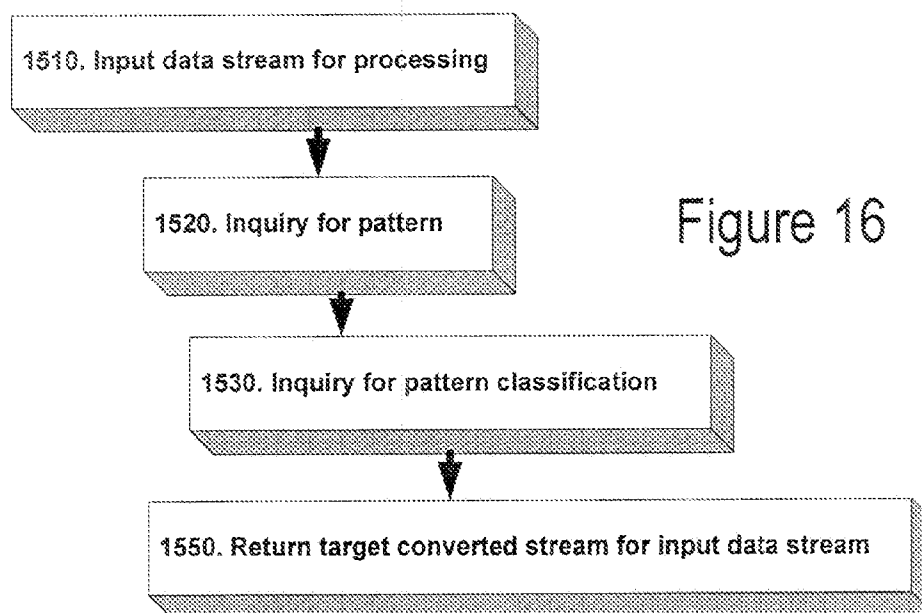 1510. Input data stream for processing
1520. Inquiry for pattern
Figure 16
1530. Inquiry for pattern classification
1550. Return target converted stream for input data stream